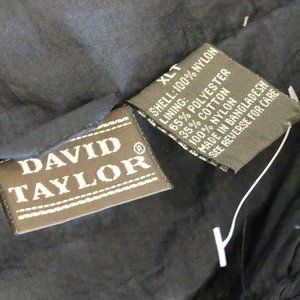 DAVID
TAYLOR®
XLT
SHELL:100% NYLON
LINING:
65% POLYESTER
35% COTTON
100% NYLON
MADE IN BANGLADESH
SEE REVERSE FOR CARE